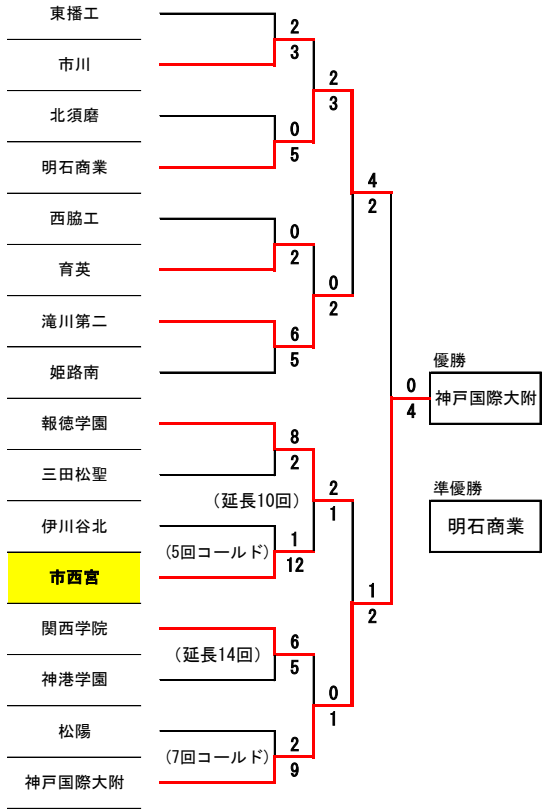 東播工
2
3
市川
2
3
北須磨
0
5
明石商業
4
2
西脇工
0
2
育英
0
2
滝川第二
6
5
姫路南
優勝
0
4
神戸国際大附
報徳学園
8
2
三田松聖
2
1
(延長10回)
準優勝
明石商業
伊川谷北
(5回コールド)
1
12
市西宮
1
2
関西学院
(延長14回)
6
5
神港学園
0
1
松陽
(7回コールド)
2
9
神戸国際大附